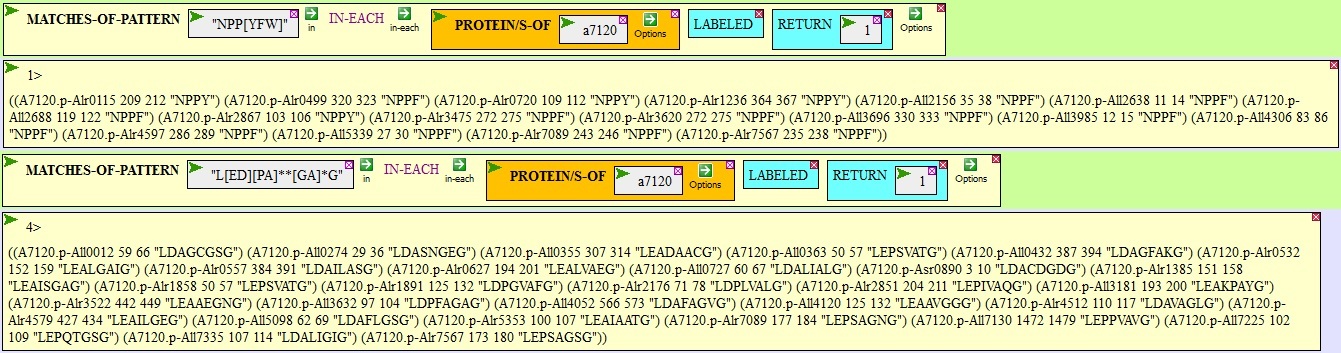 MATCHES-OF-PATTERN "NPP[YFW]" in IN-EACH in-each PROTEIN/S-OF a7120 Options LABELED RETURN 1 Options
1>
((A7120.p-Alr0115 209 212 "NPPY") (A7120.p-Alr0499 320 323 "NPPF") (A7120.p-Alr0720 109 112 "NPPY") (A7120.p-Alr1236 364 367 "NPPY") (A7120.p-All2156 35 38 "NPPF") (A7120.p-All2638 11 14 "NPPF") (A7120.p-
All2688 119 122 "NPPF") (A7120.p-Alr2867 103 106 "NPPY") (A7120.p-Alr3475 272 275 "NPPF") (A7120.p-Alr3620 272 275 "NPPF") (A7120.p-All3696 330 333 "NPPF") (A7120.p-All3985 12 15 "NPPF") (A7120.p-All4306 83 86
"NPPF") (A7120.p-Alr4597 286 289 "NPPF") (A7120.p-All5339 27 30 "NPPF") (A7120.p-Alr7089 243 246 "NPPF") (A7120.p-Alr7567 235 238 "NPPF"))
MATCHES-OF-PATTERN "L[ED][PA]**[GA]*G" in IN-EACH in-each PROTEIN/S-OF a7120 Options LABELED RETURN 1 Options
4>
((A7120.p-All0012 59 66 "LDAGCGSG") (A7120.p-All0274 29 36 "LDASNGEG") (A7120.p-All0355 307 314 "LEADAACG") (A7120.p-All0363 50 57 "LEPSVATG") (A7120.p-All0432 387 394 "LDAGFAKG") (A7120.p-Alr0532
152 159 "LEALGAIG") (A7120.p-Alr0557 384 391 "LDAILASG") (A7120.p-Alr0627 194 201 "LEALVAEG") (A7120.p-All0727 60 67 "LDALIALG") (A7120.p-Asr0890 3 10 "LDACDGDG") (A7120.p-Alr1385 151 158
"LEAISGAG") (A7120.p-Alr1858 50 57 "LEPSVATG") (A7120.p-Alr1891 125 132 "LDPGVAFG") (A7120.p-Alr2176 71 78 "LDPLVALG") (A7120.p-Alr2851 204 211 "LEPIVAQG") (A7120.p-All3181 193 200 "LEAKPAYG")
(A7120.p-Alr3522 442 449 "LEAAEGNG") (A7120.p-All3632 97 104 "LDPFAGAG") (A7120.p-All4052 566 573 "LDAFAGVG") (A7120.p-All4120 125 132 "LEAAVGGG") (A7120.p-Alr4512 110 117 "LDAVAGLG") (A7120.p-
Alr4579 427 434 "LEAILGEG") (A7120.p-All5098 62 69 "LDAFLGSG") (A7120.p-Alr5353 100 107 "LEAIAATG") (A7120.p-Alr7089 177 184 "LEPSAGNG") (A7120.p-All7130 1472 1479 "LEPPVAVG") (A7120.p-All7225 102
109 "LEPQTGSG") (A7120.p-All7335 107 114 "LDALIGIG") (A7120.p-Alr7567 173 180 "LEPSAGSG"))